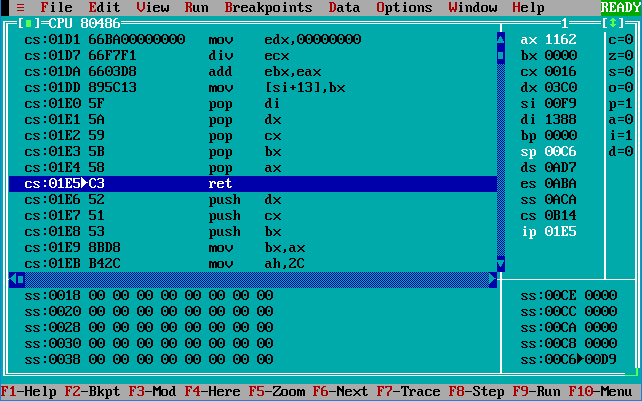 ≡ File Edit View Run Breakpoints Data Options Window Help READY
[■]=CPU 80486 1 [↕]
cs:01D1 66BA00000000 mov edx,00000000 ax 1162 c=0
cs:01D7 66F7F1 div ecx bx 0000 z=0
cs:01DA 6603D8 add ebx,eax cx 0016 s=0
cs:01DD 895C13 mov [si+13],bx dx 03C0 o=0
cs:01E0 5F pop di si 00F9 p=1
cs:01E1 5A pop dx di 1388 a=0
cs:01E2 59 pop cx bp 0000 i=1
cs:01E3 5B pop bx sp 00C6 d=0
cs:01E4 58 pop ax ds 0AD7
cs:01E5►C3 ret es 0ABA
cs:01E6 52 push dx ss 0ACA
cs:01E7 51 push cx cs 0B14
cs:01E8 53 push bx ip 01E5
cs:01E9 8BD8 mov bx,ax
cs:01EB B42C mov ah,2C
ss:0018 00 00 00 00 00 00 00 00 ss:00CE 0000
ss:0020 00 00 00 00 00 00 00 00 ss:00CC 0000
ss:0028 00 00 00 00 00 00 00 00 ss:00CA 0000
ss:0030 00 00 00 00 00 00 00 00 ss:00C8 0000
ss:0038 00 00 00 00 00 00 00 00 ss:00C6►00D9
F1-Help F2-Bkpt F3-Mod F4-Here F5-Zoom F6-Next F7-Trace F8-Step F9-Run F10-Menu